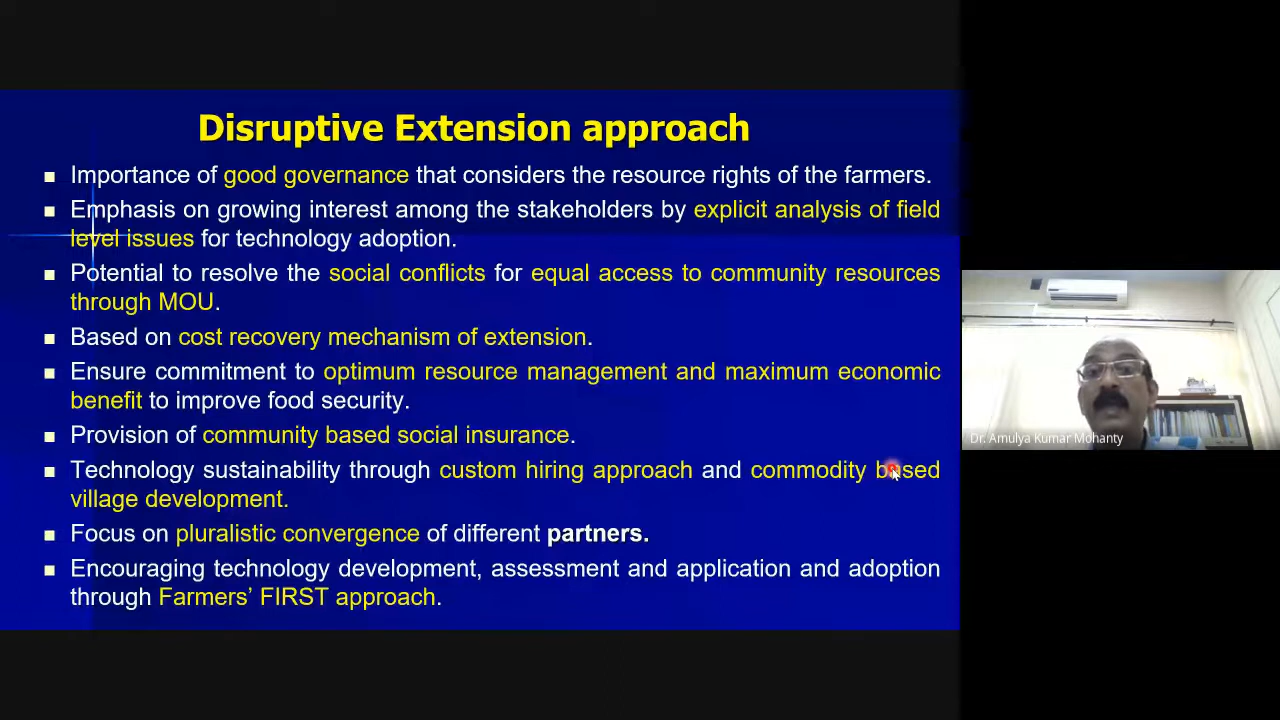 Disruptive Extension approach
Importance of good governance that considers the resource rights of the farmers.
Emphasis on growing interest among the stakeholders by explicit analysis of field
level issues for technology adoption.
Potential to resolve the social conflicts for equal access to community resources
through MOU.
Based on cost recovery mechanism of extension.
Ensure commitment to optimum resource management and maximum economic
benefit to improve food security.
Provision of community based social insurance.
Technology sustainability through custom hiring approach and commodity based
village development.
Focus on pluralistic convergence of different partners.
Encouraging technology development, assessment and application and adoption
through Farmers’ FIRST approach.
Dr. Amulya Kumar Mohanty